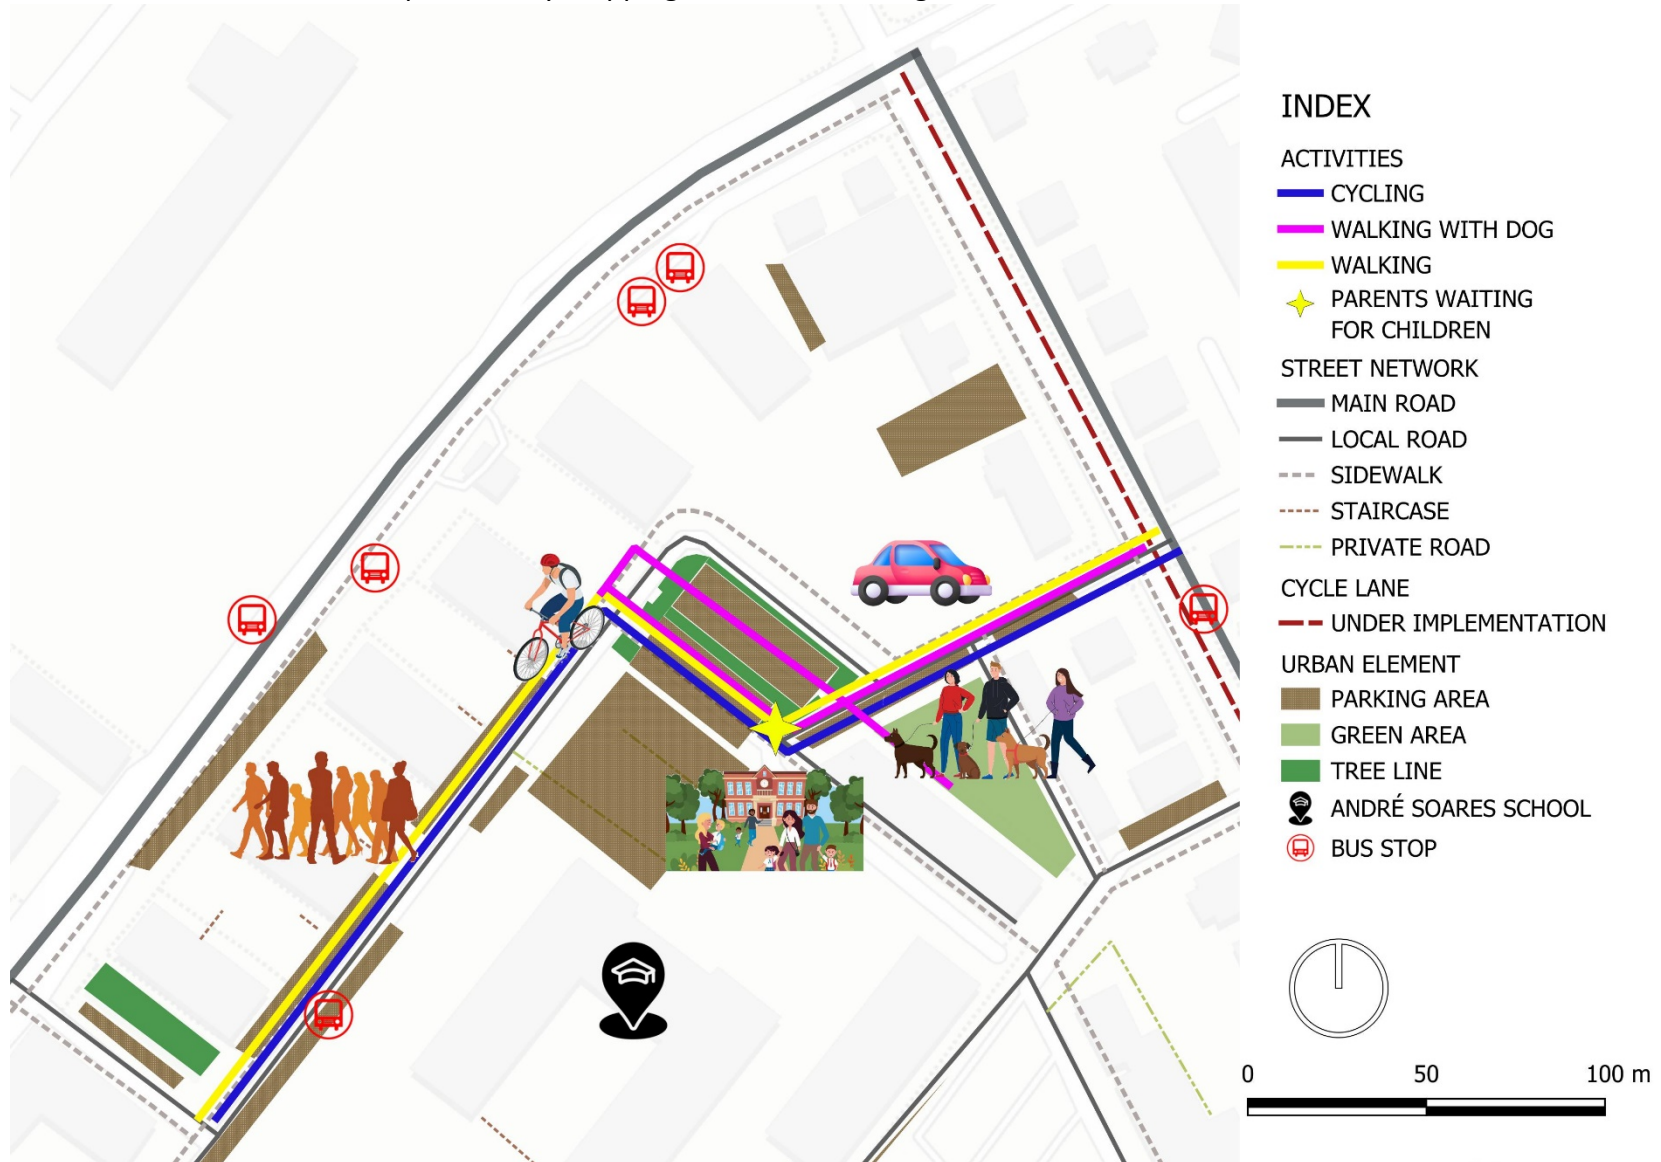 INDEX
ACTIVITIES
CYCLING
WALKING WITH DOG
WALKING
PARENTS WAITING
FOR CHILDREN
STREET NETWORK
MAIN ROAD
LOCAL ROAD
SIDEWALK
STAIRCASE
PRIVATE ROAD
CYCLE LANE
UNDER IMPLEMENTATION
URBAN ELEMENT
PARKING AREA
GREEN AREA
TREE LINE
ANDRÉ SOARES SCHOOL
BUS STOP
0 50 100 m